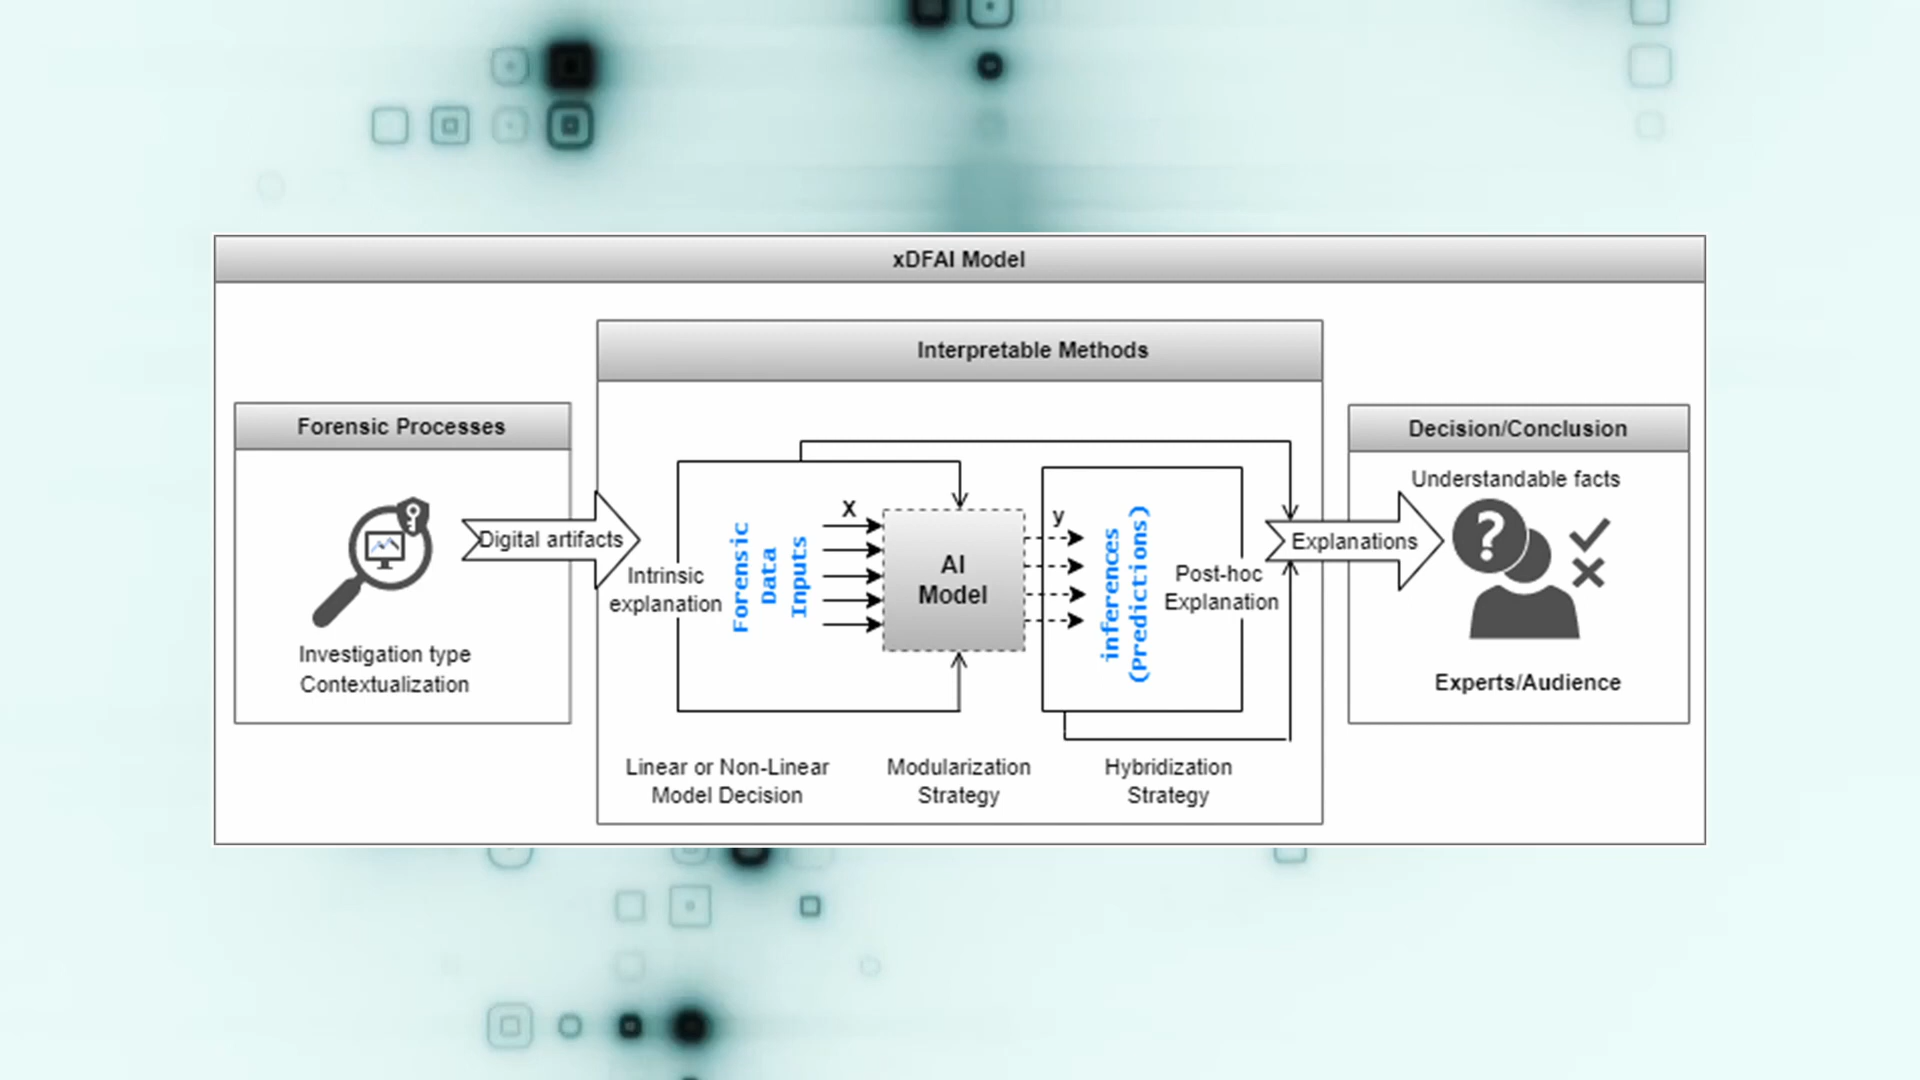 xDFAI Model
Interpretable Methods
Forensic Processes
Digital artifacts
Investigation type
Contextualization
Intrinsic
explanation
Forensic
Data
Inputs
X
AI
Model
y
inferences
(Predictions)
Post-hoc
Explanation
Linear or Non-Linear
Model Decision
Modularization
Strategy
Hybridization
Strategy
Explanations
Decision/Conclusion
Understandable facts
?
Experts/Audience